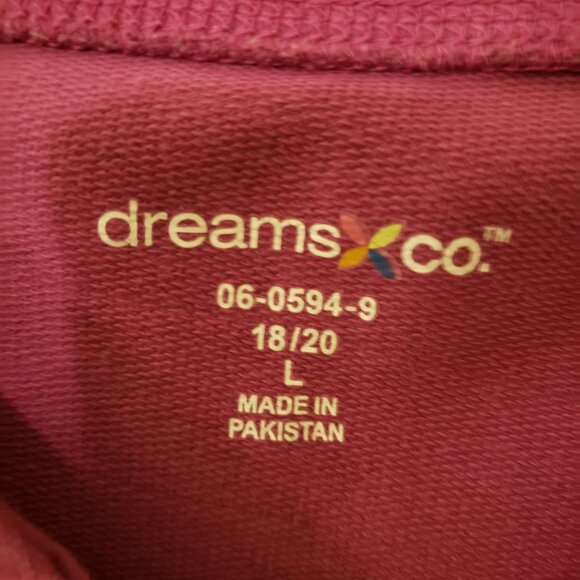 dreams co.™
06-0594-9
18/20
L
MADE IN
PAKISTAN